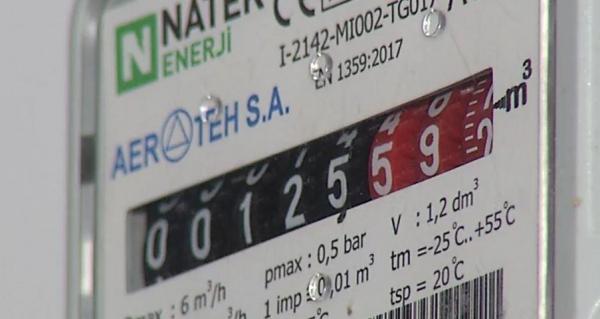 N NATER
ENERJİ
I-2142-MI002-TG017
EN 1359:2017
AEROTEH S.A.
0 0 1 2 5 5 9
m³
: 6 m³/h
pmax : 0,5 bar
1 imp = 0,01 m³
V : 1,2 dm³
tm = -25°C..+55°C
tsp = 20°C